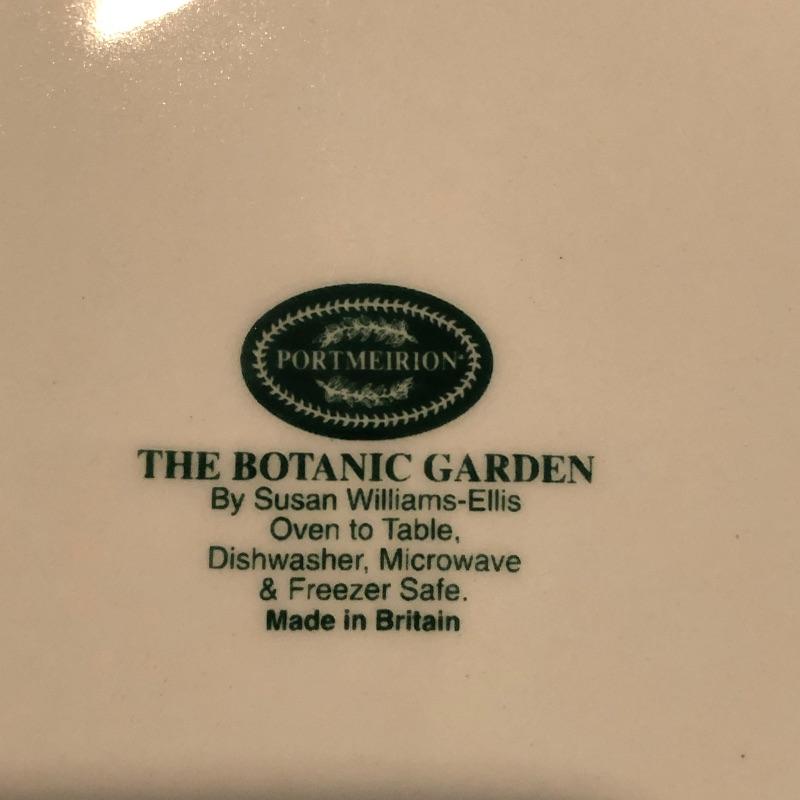 PORTMEIRION®
THE BOTANIC GARDEN
By Susan Williams-Ellis
Oven to Table,
Dishwasher, Microwave
& Freezer Safe.
Made in Britain